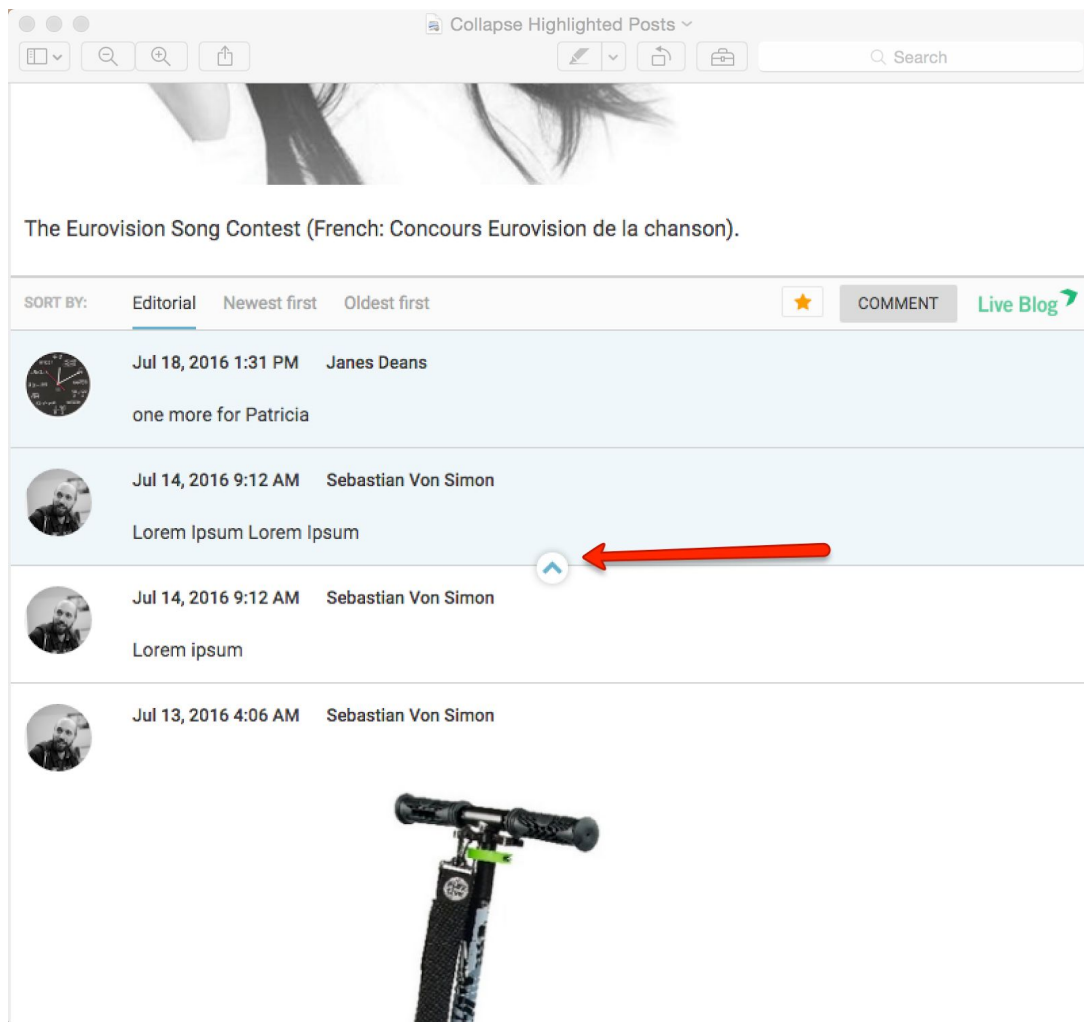 Collapse Highlighted Posts
Search
The Eurovision Song Contest (French: Concours Eurovision de la chanson).
SORT BY: Editorial Newest first Oldest first COMMENT Live Blog
Jul 18, 2016 1:31 PM Janes Deans
one more for Patricia
Jul 14, 2016 9:12 AM Sebastian Von Simon
Lorem Ipsum Lorem Ipsum
Jul 14, 2016 9:12 AM Sebastian Von Simon
Lorem ipsum
Jul 13, 2016 4:06 AM Sebastian Von Simon